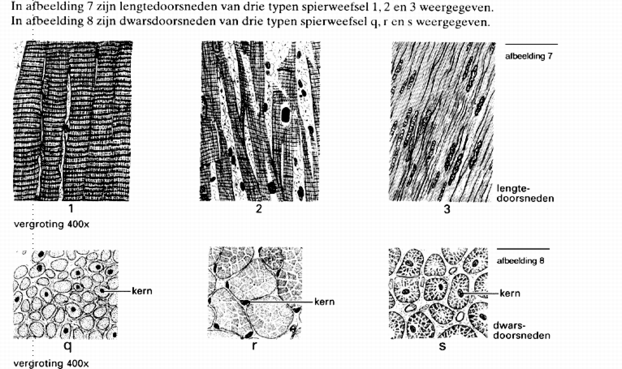 In afbeelding 7 zijn lengtedoorsneden van drie typen spierweefsel 1, 2 en 3 weergegeven.
In afbeelding 8 zijn dwarsdoorsneden van drie typen spierweefsel q, r en s weergegeven.
afbeelding 7
lengte-
doorsneden
1
2
3
vergroting 400x
afbeelding 8
kern
kern
kern
dwars-
doorsneden
q
r
s
vergroting 400x